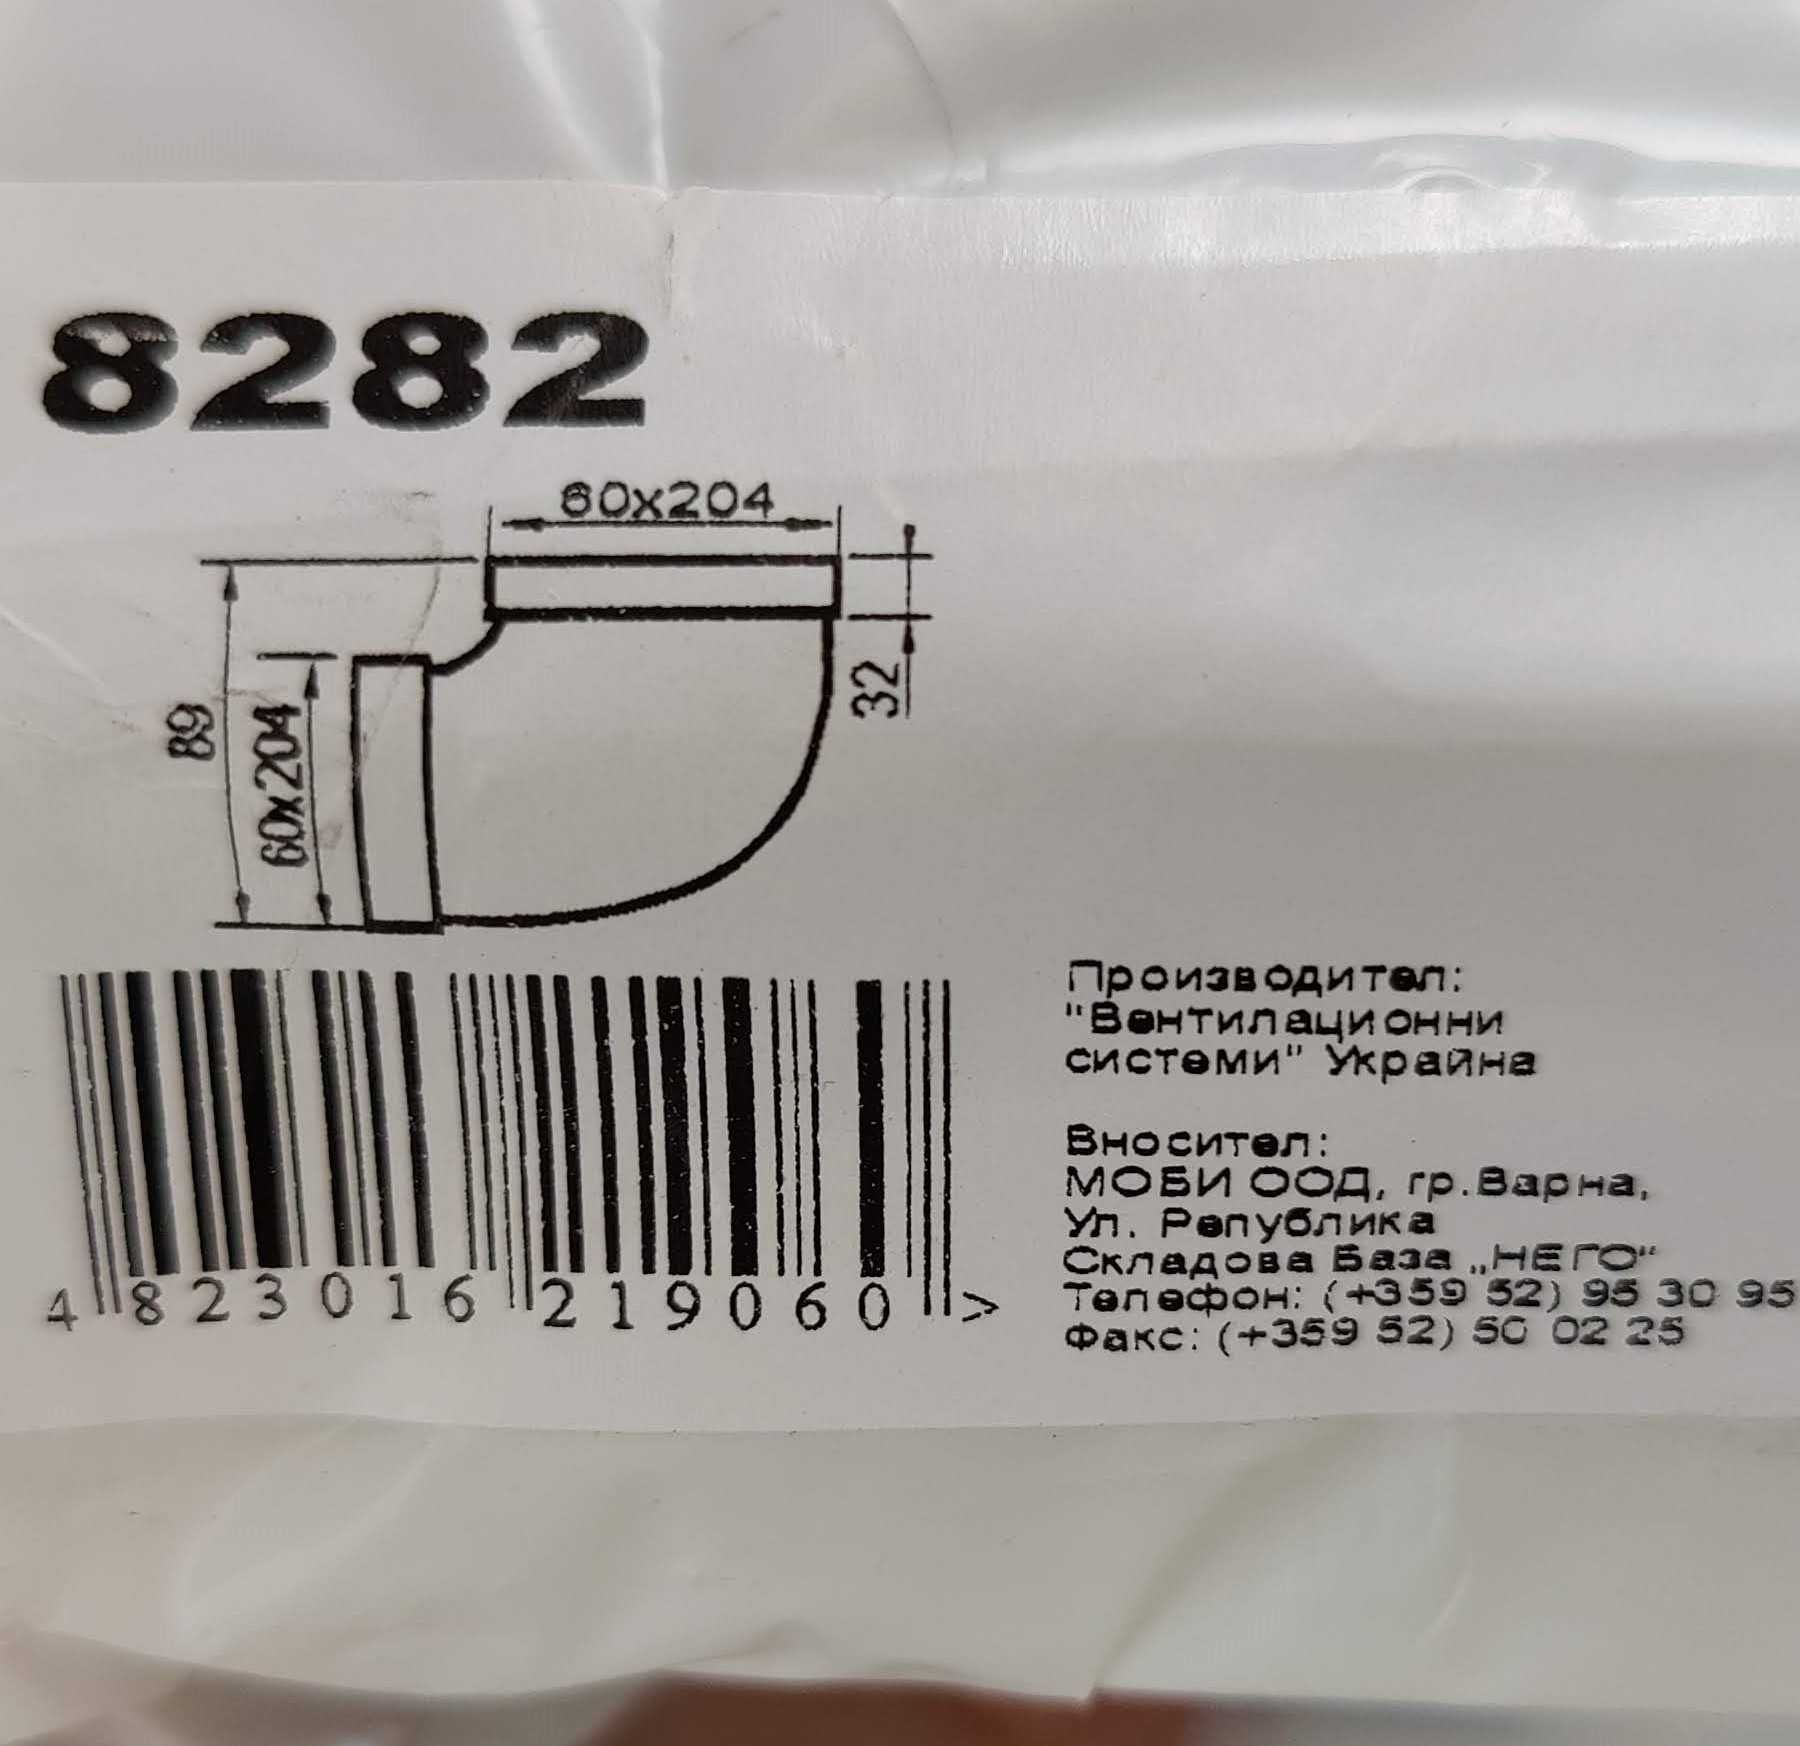 8282
60x204
89
60x204
32
4 823016 219060 >
Производител:
"Вентилационни
системи" Украйна
Вносител:
МОБИ ООД, гр.Варна,
Ул. Република
Складова База „НЕГО“
Телефон: (+359 52) 95 30 95
Факс: (+359 52) 50 02 25